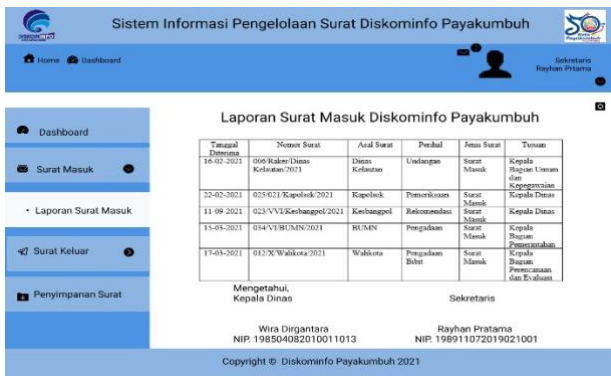 Sistem Informasi Pengelolaan Surat Diskominfo Payakumbuh
Home Dashboard
Sekretaris
Rayhan Prtama
Laporan Surat Masuk Diskominfo Payakumbuh
Dashboard
Surat Masuk
Laporan Surat Masuk
Surat Keluar
Penyimpanan Surat
Tanggal Diterima Nomer Surat Asal Surat Perihal Jenis Surat Tujuan
16-02-2021 006/Raker/Dinas Kelautan/2021 Dinas Kelautan Undangan Surat Masuk Kepala Bagian Umum dan Kepegawaian
22-02-2021 025/021/Kapolsek/2021 Kapolsek Pemeriksaan Surat Masuk Kepala Dinas
11-09 2021 023/VVI/Kesbangpol/2021 Kesbangpol Rekomendasi Surat Masuk Kepala Dinas
15-03-2021 034/VI/BUMN/2021 BUMN Pengadaan Surat Masuk Kepala Bagian Pemerintahan
17-03-2021 012/X/Walikota/2021 Walikota Pengadaan Bibit Surat Masuk Kepala Bagian Perencanaan dan Evaluasi
Mengetahui,
Kepala Dinas Sekretaris
Wira Dirgantara Rayhan Pratama
NIP. 198504082010011013 NIP. 198911072019021001
Copyright © Diskominfo Payakumbuh 2021